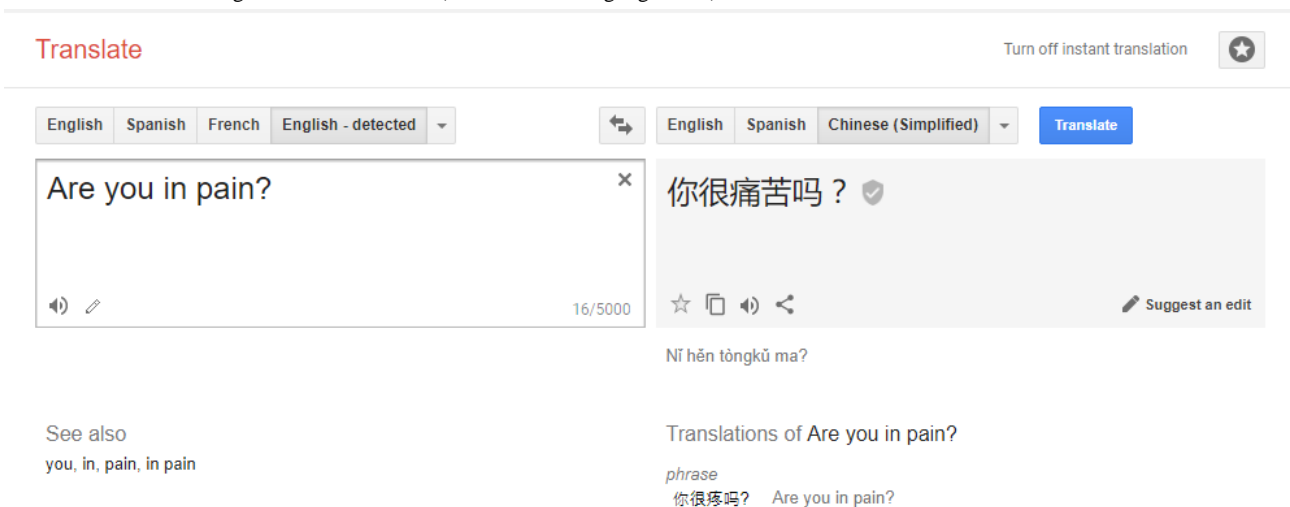 Translate
Turn off instant translation
English Spanish French English - detected
English Spanish Chinese (Simplified) Translate
Are you in pain?
你很痛苦吗？
16/5000
Suggest an edit
Nǐ hěn tòngkǔ ma?
See also
you, in, pain, in pain
Translations of Are you in pain?
phrase
你很疼吗? Are you in pain?